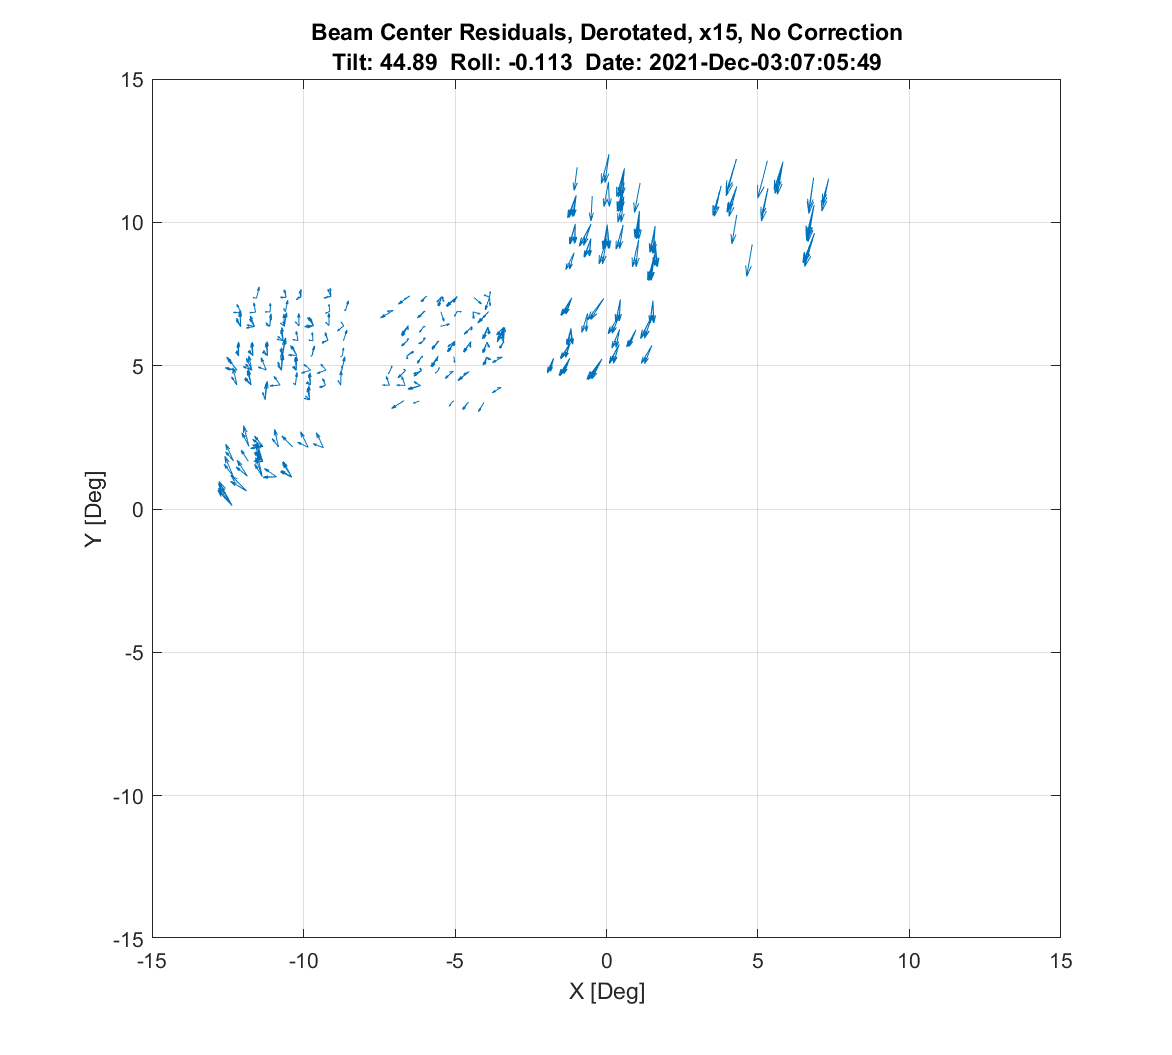 Beam Center Residuals, Derotated, x15, No Correction
Tilt: 44.89 Roll: -0.113 Date: 2021-Dec-03:07:05:49
15
10
5
0
-5
-10
-15
Y [Deg]
-15 -10 -5 0 5 10 15
X [Deg]